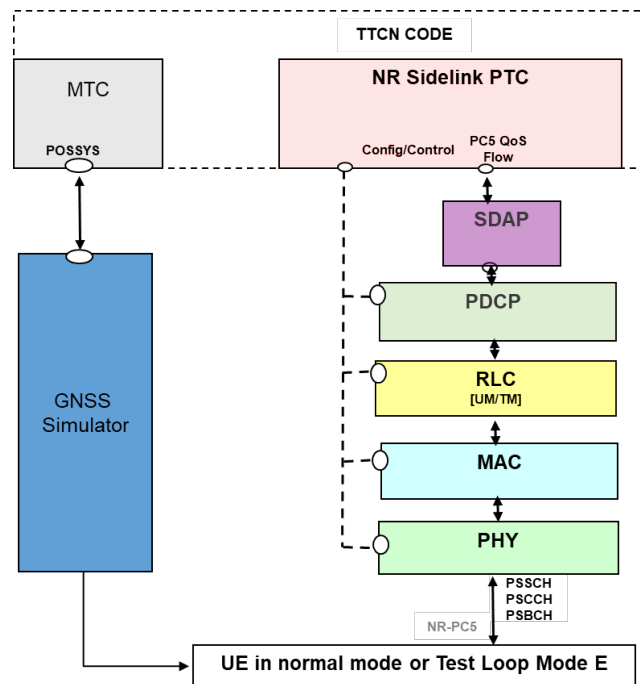 TTCN CODE
MTC
POSSYS
NR Sidelink PTC
Config/Control
PC5 QoS
Flow
SDAP
PDCP
RLC
[UM/TM]
MAC
PHY
GNSS
Simulator
PSSCH
PSCCH
PSBCH
NR-PC5
UE in normal mode or Test Loop Mode E